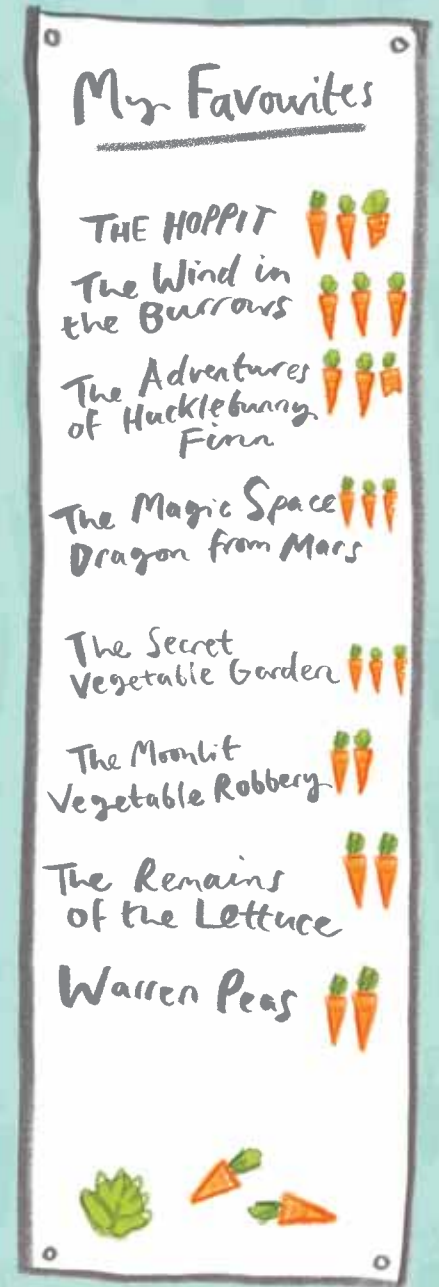 My Favourites
THE HOPPIT
The Wind in
the Burrows
The Adventures
of Hucklebunny
Finn
The Magic Space
Dragon from Mars
The Secret
Vegetable Garden
The Moonlit
Vegetable Robbery
The Remains
of the Lettuce
Warren Peas